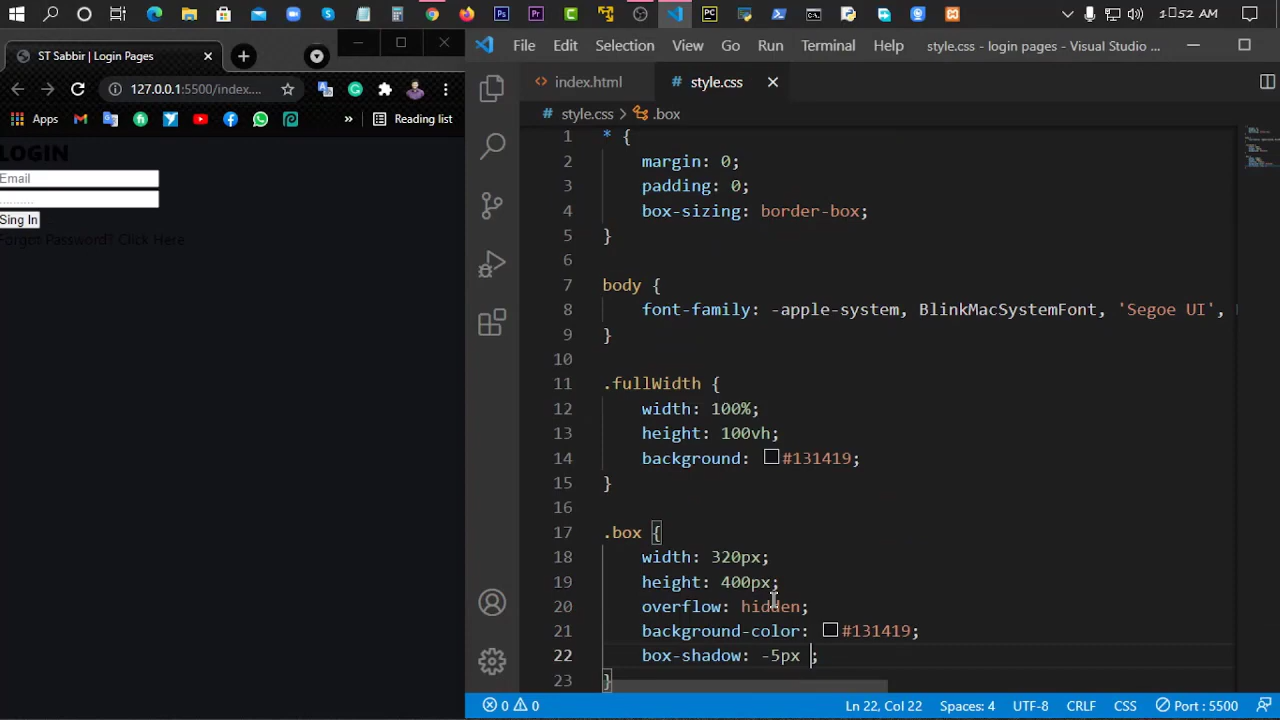 1:52 AM
ST Sabbir | Login Pages
File Edit Selection View Go Run Terminal Help style.css - login pages - Visual Studio ...
127.0.0.1:5500/index....
index.html
# style.css
Apps
Reading list
# style.css > .box
LOGIN
Email
..........
Sing In
Forgot Password? Click Here
1 * {
2 margin: 0;
3 padding: 0;
4 box-sizing: border-box;
5 }
6
7 body {
8 font-family: -apple-system, BlinkMacSystemFont, 'Segoe UI',
9 }
10
11 .fullWidth {
12 width: 100%;
13 height: 100vh;
14 background: #131419;
15 }
16
17 .box {
18 width: 320px;
19 height: 400px;
20 overflow: hidden;
21 background-color: #131419;
22 box-shadow: -5px ;
23 }
0 0 Ln 22, Col 22 Spaces: 4 UTF-8 CRLF CSS Port : 5500